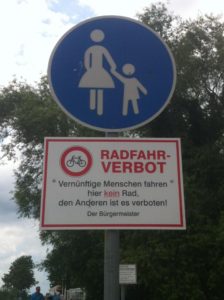 RADFAHR-
VERBOT
"Vernünftige Menschen fahren
hier kein Rad,
den Anderen ist es verboten!"
Der Bürgermeister